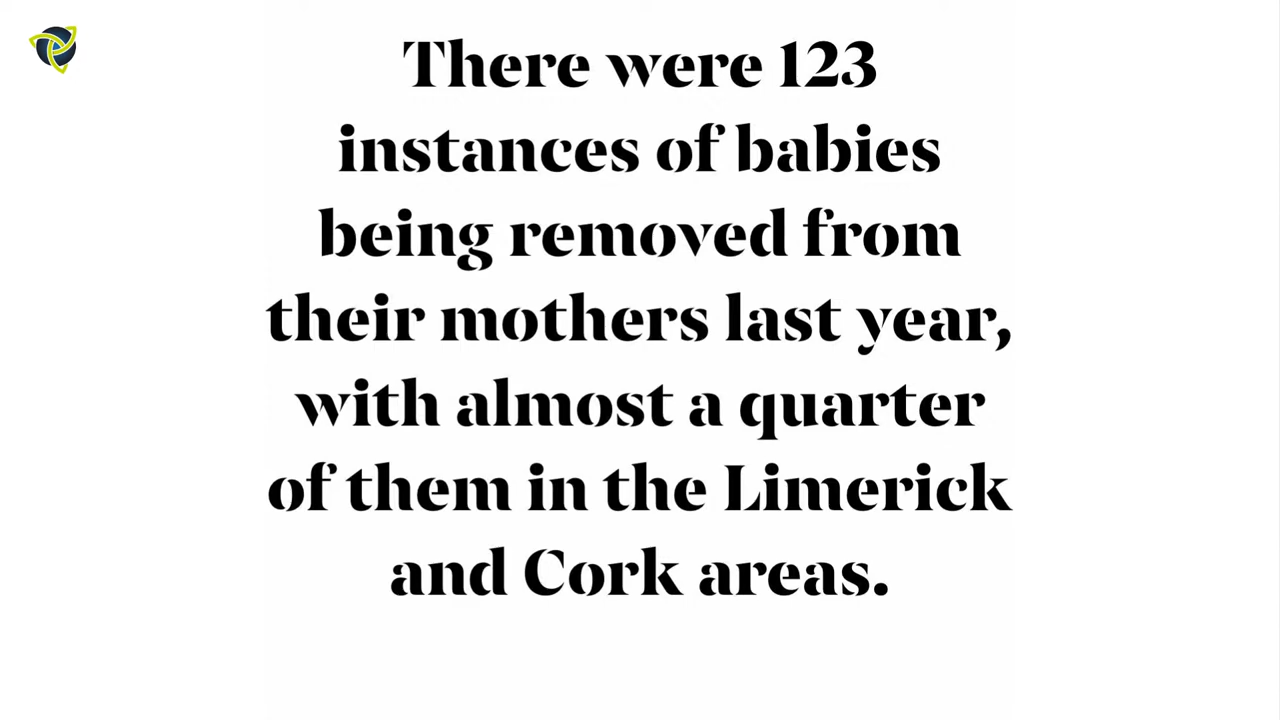 There were 123
instances of babies
being removed from
their mothers last year,
with almost a quarter
of them in the Limerick
and Cork areas.